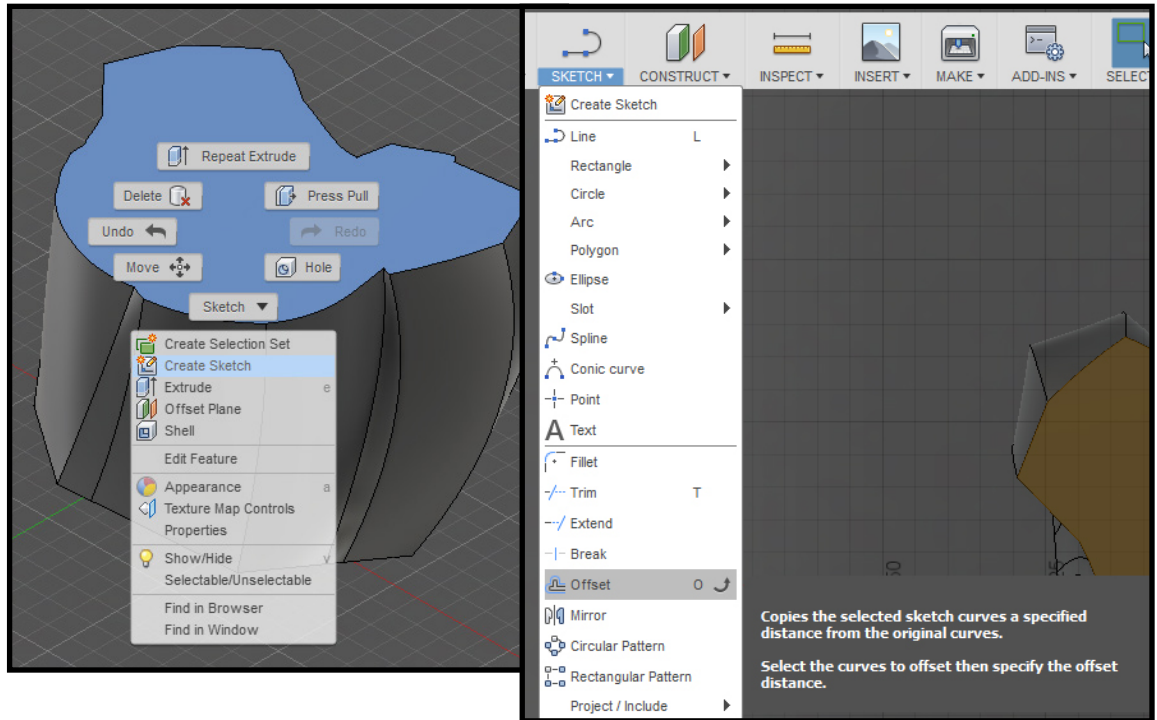 Repeat Extrude
Delete
Press Pull
Undo
Redo
Move
Hole
Sketch
Create Selection Set
Create Sketch
Extrude e
Offset Plane
Shell
Edit Feature
Appearance a
Texture Map Controls
Properties
Show/Hide v
Selectable/Unselectable
Find in Browser
Find in Window
SKETCH CONSTRUCT INSPECT INSERT MAKE ADD-INS SELECT
Create Sketch
Line L
Rectangle
Circle
Arc
Polygon
Ellipse
Slot
Spline
Conic curve
Point
A Text
Fillet
Trim T
Extend
Break
Offset O
Mirror
Circular Pattern
Rectangular Pattern
Project / Include
Copies the selected sketch curves a specified
distance from the original curves.
Select the curves to offset then specify the offset
distance.